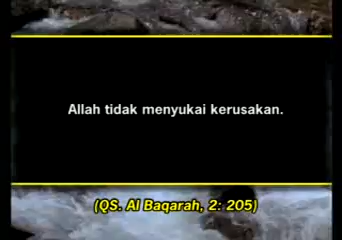 Allah tidak menyukai kerusakan.
(QS. Al Baqarah, 2: 205)